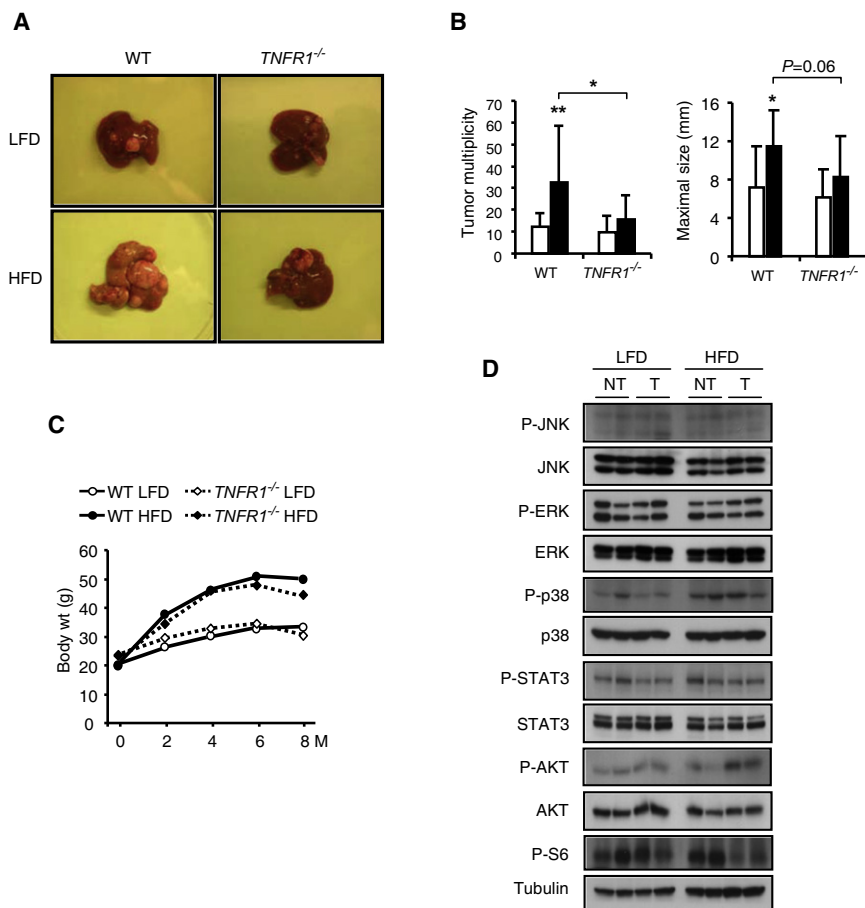 A
WT TNFR1-/-
LFD
HFD
B
Tumor multiplicity
70
60
50
40
30
20
10
0
**
*
WT TNFR1-/-
Maximal size (mm)
16
12
8
4
0
*
P=0.06
WT TNFR1-/-
C
WT LFD TNFR1-/- LFD
WT HFD TNFR1-/- HFD
Body wt (g)
60
50
40
30
20
10
0
0 2 4 6 8 M
D
LFD HFD
NT T NT T
P-JNK
JNK
P-ERK
ERK
P-p38
p38
P-STAT3
STAT3
P-AKT
AKT
P-S6
Tubulin